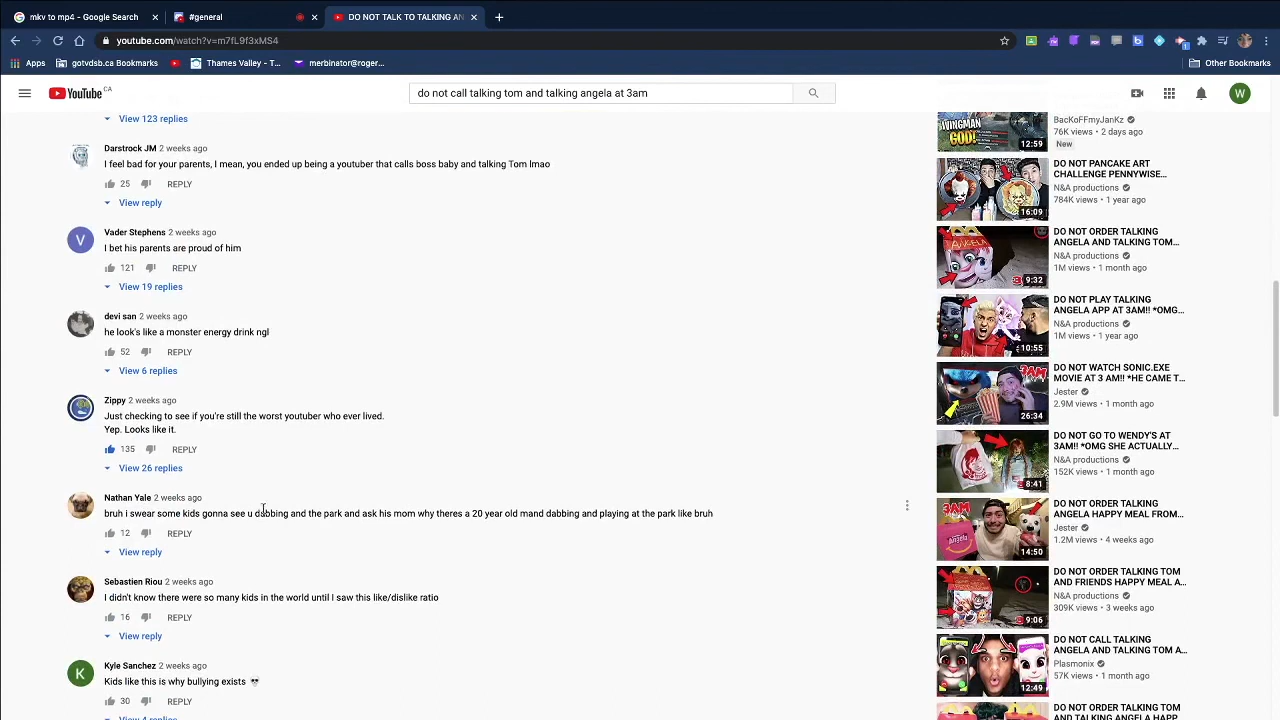 mkv to mp4 - Google Search
#general
DO NOT TALK TO TALKING AN
youtube.com/watch?v=m7fL9f3xMS4
Apps
gotvdsb.ca Bookmarks
Thames Valley - T...
merbinator@roger...
Other Bookmarks
YouTube CA
do not call talking tom and talking angela at 3am
W
View 123 replies
Darstrock JM 2 weeks ago
I feel bad for your parents, I mean, you ended up being a youtuber that calls boss baby and talking Tom lmao
25 REPLY
View reply
V
Vader Stephens 2 weeks ago
I bet his parents are proud of him
121 REPLY
View 19 replies
devi san 2 weeks ago
he look's like a monster energy drink ngl
52 REPLY
View 6 replies
Zippy 2 weeks ago
Just checking to see if you're still the worst youtuber who ever lived.
Yep. Looks like it.
135 REPLY
View 26 replies
Nathan Yale 2 weeks ago
bruh i swear some kids gonna see u dabbing and the park and ask his mom why theres a 20 year old mand dabbing and playing at the park like bruh
12 REPLY
View reply
Sebastien Riou 2 weeks ago
I didn't know there were so many kids in the world until I saw this like/dislike ratio
16 REPLY
View reply
K
Kyle Sanchez 2 weeks ago
Kids like this is why bullying exists
30 REPLY
View 4 replies
WINGMAN
GOD!
12:59
BacKoFFmyJanKz
76K views • 2 days ago
New
16:09
DO NOT PANCAKE ART
CHALLENGE PENNYWISE...
N&A productions
784K views • 1 year ago
ANGELA
9:32
DO NOT ORDER TALKING
ANGELA AND TALKING TOM...
N&A productions
1M views • 1 month ago
10:55
DO NOT PLAY TALKING
ANGELA APP AT 3AM!! *OMG...
N&A productions
1M views • 1 year ago
3AM
26:34
DO NOT WATCH SONIC.EXE
MOVIE AT 3 AM!! *HE CAME T...
Jester
2.9M views • 1 month ago
8:41
DO NOT GO TO WENDY'S AT
3AM!! *OMG SHE ACTUALLY...
N&A productions
152K views • 1 month ago
Angela
14:50
DO NOT ORDER TALKING
ANGELA HAPPY MEAL FROM...
Jester
1.2M views • 4 weeks ago
9:06
DO NOT ORDER TALKING TOM
AND FRIENDS HAPPY MEAL A...
N&A productions
309K views • 3 weeks ago
12:49
DO NOT CALL TALKING
ANGELA AND TALKING TOM A...
Plasmonix
57K views • 1 month ago
DO NOT ORDER TALKING TOM
AND TALKING ANGELA HAPP